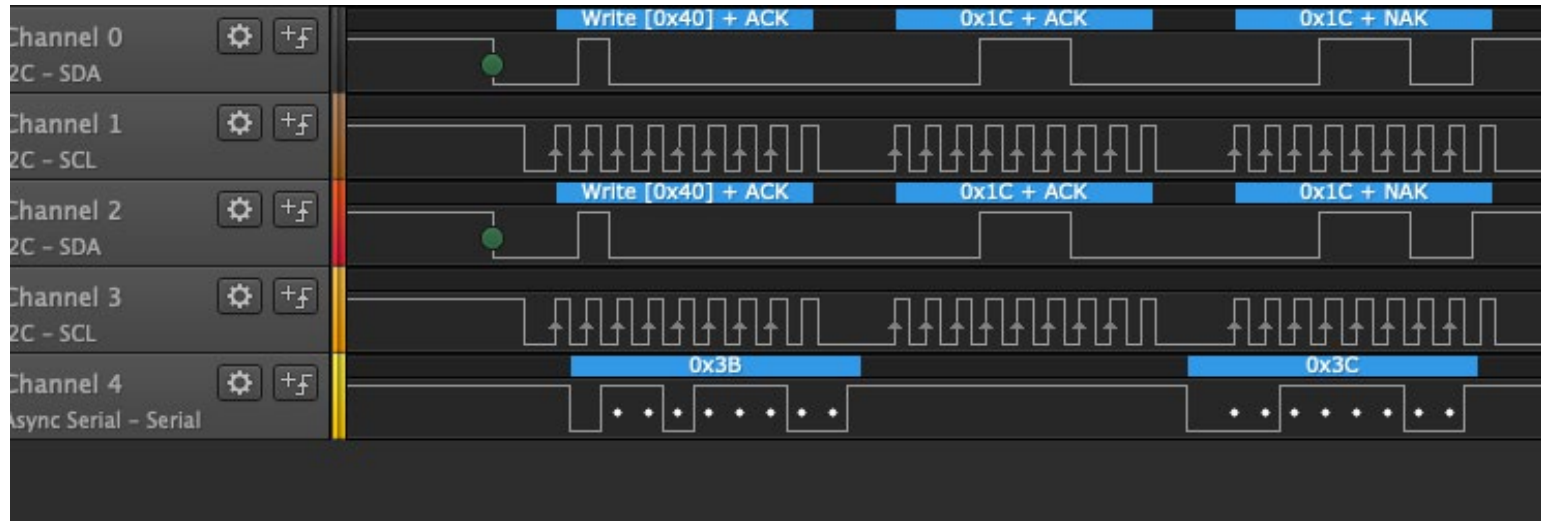 Write [0x40] + ACK 0x1C + ACK 0x1C + NAK
Channel 0
2C - SDA
Channel 1
2C - SCL
Write [0x40] + ACK 0x1C + ACK 0x1C + NAK
Channel 2
2C - SDA
Channel 3
2C - SCL
0x3B 0x3C
Channel 4
Async Serial - Serial